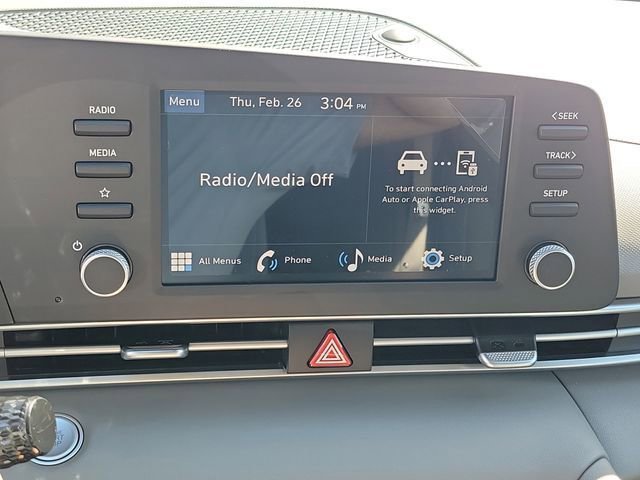 RADIO
MEDIA
Menu
Thu, Feb. 26
3:04 PM
Radio/Media Off
To start connecting Android
Auto or Apple CarPlay, press
this widget.
All Menus
Phone
Media
Setup
<SEEK
TRACK>
SETUP